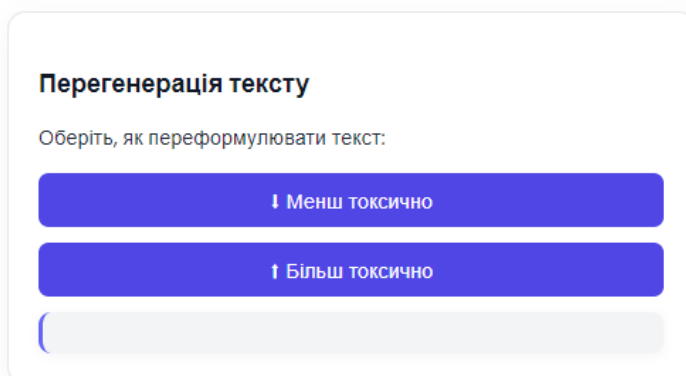 Перегенерація тексту
Оберіть, як переформулювати текст:
⬇ Менш токсично
⬆ Більш токсично